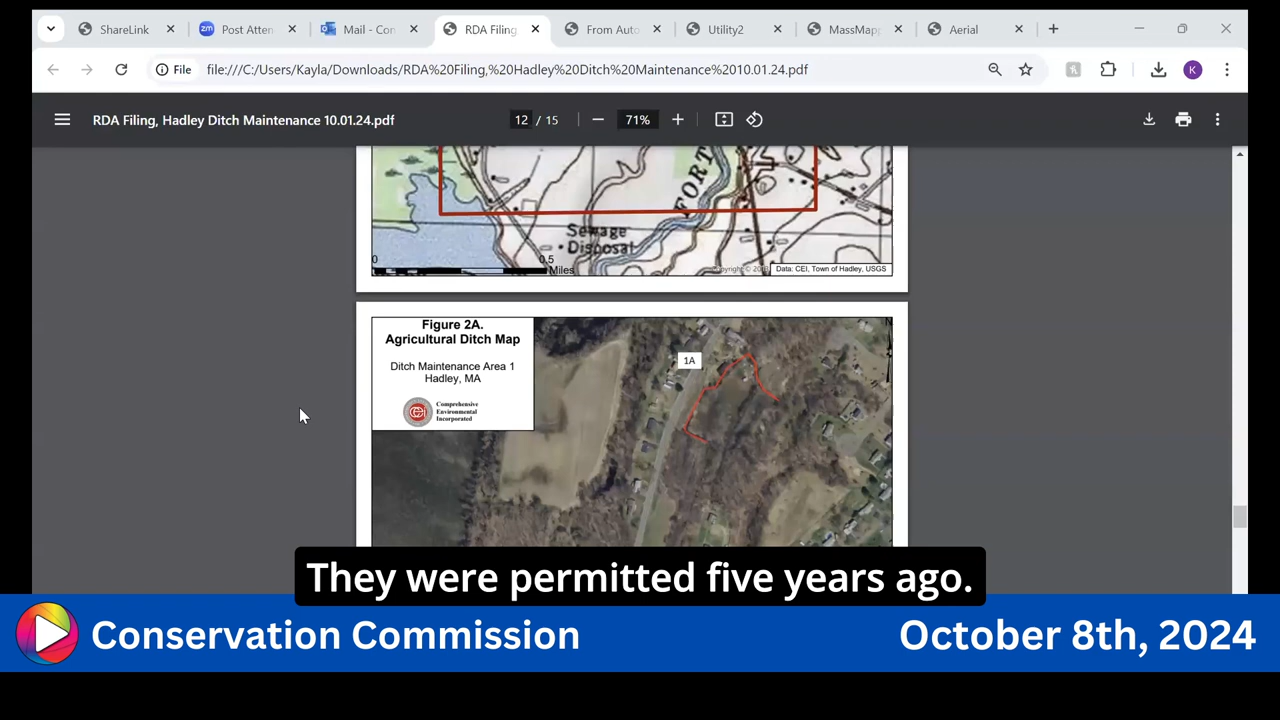 ShareLink
Post Atten
Mail - Con
RDA Filing
From Auto
Utility2
MassMapp
Aerial
File
file:///C:/Users/Kayla/Downloads/RDA%20Filing,%20Hadley%20Ditch%20Maintenance%2010.01.24.pdf
K
RDA Filing, Hadley Ditch Maintenance 10.01.24.pdf
12 / 15
71%
FORT
Sewage
Disposal
0
0.5
Miles
Data: CEI, Town of Hadley, USGS
Figure 2A.
Agricultural Ditch Map
Ditch Maintenance Area 1
Hadley, MA
Comprehensive
Environmental
Incorporated
1A
N
They were permitted five years ago.
Conservation Commission
October 8th, 2024